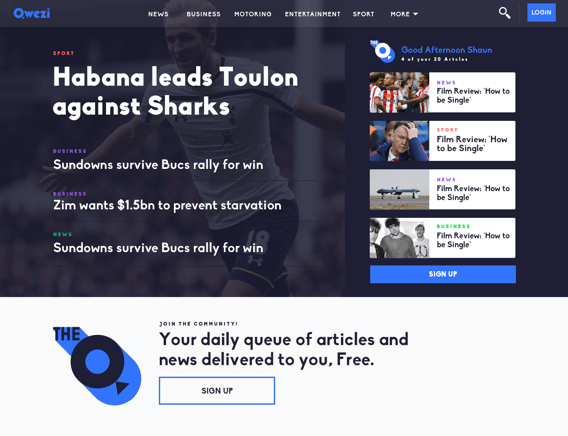 Qwezi
NEWS BUSINESS MOTORING ENTERTAINMENT SPORT MORE
LOGIN
SPORT
Habana leads Toulon
against Sharks
BUSINESS
Sundowns survive Bucs rally for win
BUSINESS
Zim wants $1.5bn to prevent starvation
NEWS
Sundowns survive Bucs rally for win
18
THE
Good Afternoon Shaun
4 of your 20 Artcles
NEWS
Film Review: 'How to
be Single'
SPORT
Film Review: 'How
to be Single'
NEWS
Film Review: 'How to
be Single'
BUSINESS
Film Review: 'How to
be Single'
SIGN UP
THE
JOIN THE COMMUNITY!
Your daily queue of articles and
news delivered to you, Free.
SIGN UP